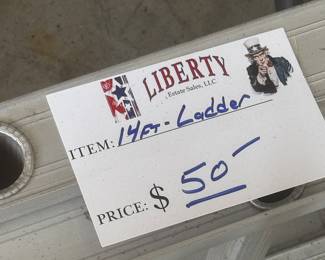 LIBERTY
Estate Sales, LLC
ITEM: 14FT - Ladder
PRICE: $ 50-